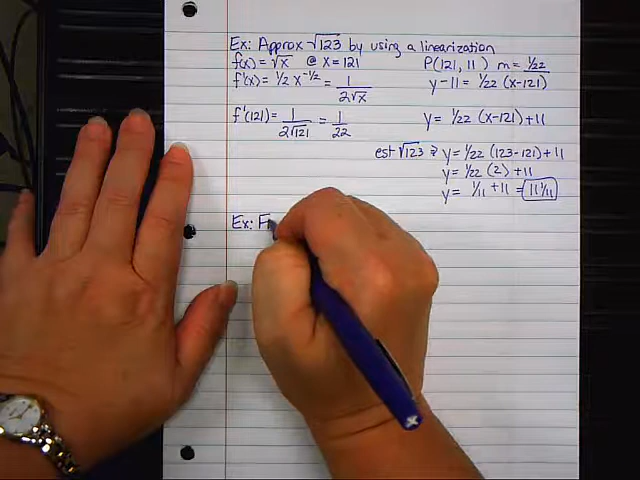 Ex: Approx √123 by using a linearization
f(x) = √x @ x=121
P(121, 11) m = 1/22
f'(x) = 1/2 x^-1/2 = 1/(2√x)
y-11 = 1/22 (x-121)
f'(121) = 1/(2√121) = 1/22
y = 1/22 (x-121) +11
y = 1/22 (123-121) +11
y = 1/22 (2) +11
y = 1/11 +11 = 11 1/11
Ex: F